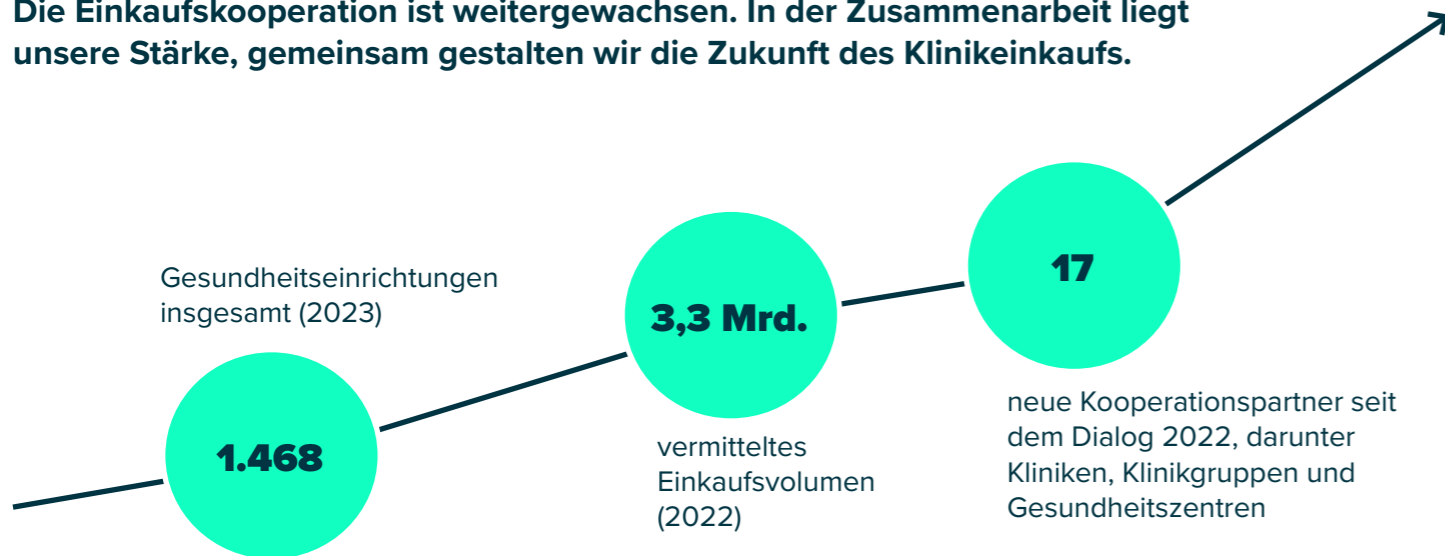 Die Einkaufskooperation ist weitergewachsen. In der Zusammenarbeit liegt
unsere Stärke, gemeinsam gestalten wir die Zukunft des Klinikeinkaufs.
Gesundheitseinrichtungen
insgesamt (2023)
1.468
3,3 Mrd.
vermitteltes
Einkaufsvolumen
(2022)
17
neue Kooperationspartner seit
dem Dialog 2022, darunter
Kliniken, Klinikgruppen und
Gesundheitszentren